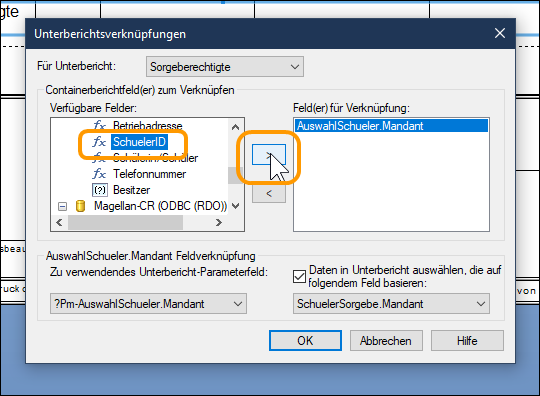 gte
Unterberichtsverknüpfungen
Für Unterbericht:
Sorgeberechtigte
Containerberichtfeld(er) zum Verknüpfen
Verfügbare Felder:
Feld(er) für Verknüpfung:
Betriebadresse
SchuelerID
Schülerin/Schüler
Telefonnummer
[?] Besitzer
Magellan-CR (ODBC (RDO))
AuswahlSchueler.Mandant
>
<
AuswahlSchueler.Mandant Feldverknüpfung
Zu verwendendes Unterbericht-Parameterfeld:
Daten in Unterbericht auswählen, die auf
folgendem Feld basieren:
?Pm-AuswahlSchueler.Mandant
SchuelerSorgebe.Mandant
OK
Abbrechen
Hilfe
sbeau
ruck d
von